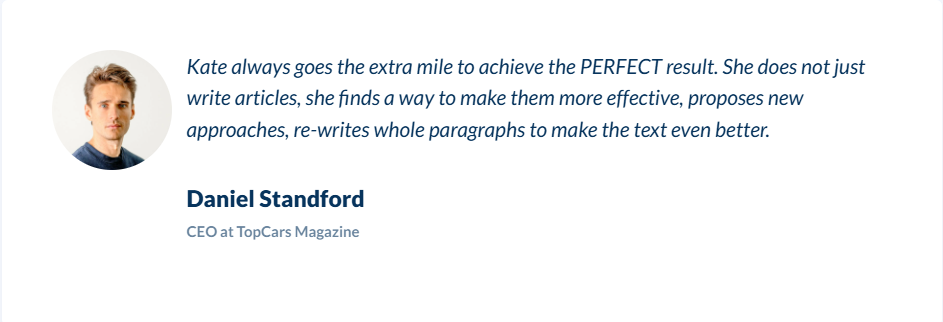 Kate always goes the extra mile to achieve the PERFECT result. She does not just
write articles, she finds a way to make them more effective, proposes new
approaches, re-writes whole paragraphs to make the text even better.
Daniel Standford
CEO at TopCars Magazine